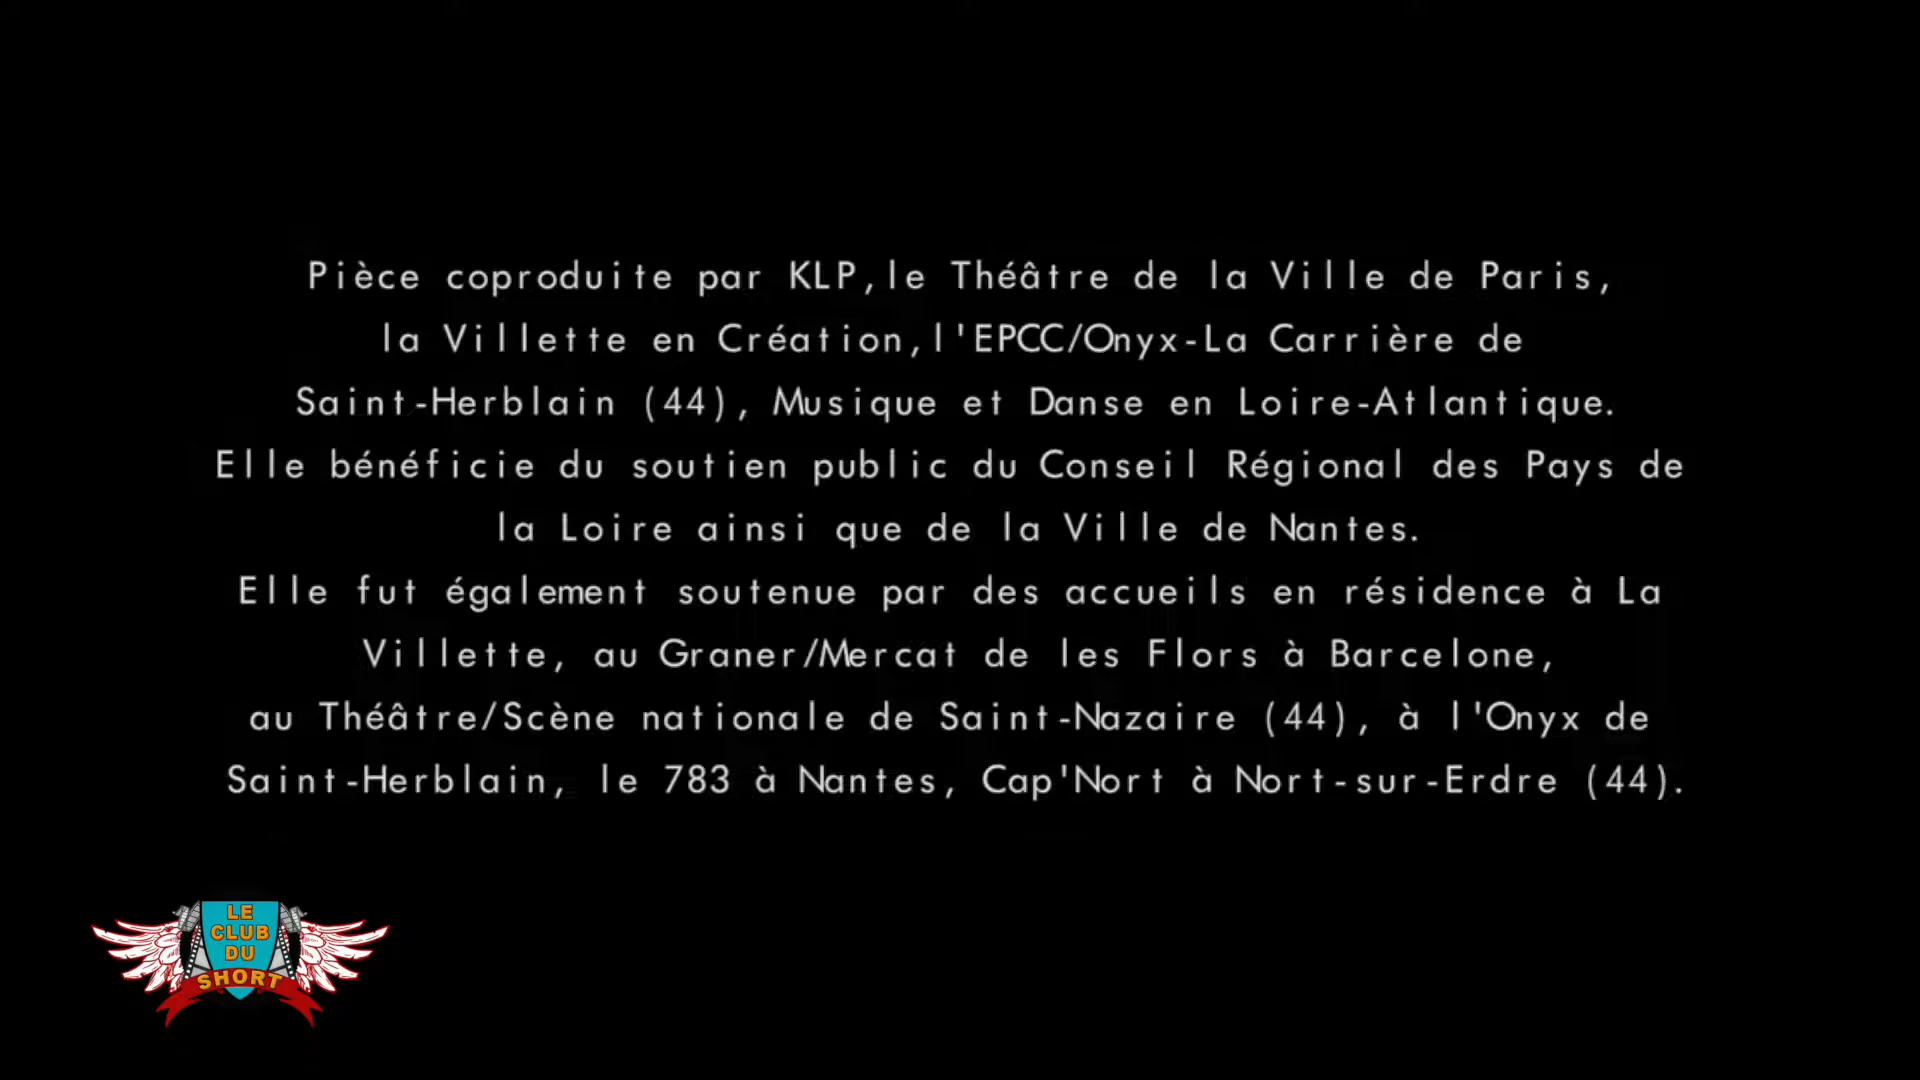 Pièce coproduite par KLP,le Théâtre de la Ville de Paris,
la Villette en Création,l'EPCC/Onyx-La Carrière de
Saint-Herblain (44), Musique et Danse en Loire-Atlantique.
Elle bénéficie du soutien public du Conseil Régional des Pays de
la Loire ainsi que de la Ville de Nantes.
Elle fut également soutenue par des accueils en résidence à La
Villette, au Graner/Mercat de les Flors à Barcelone,
au Théâtre/Scène nationale de Saint-Nazaire (44), à l'Onyx de
Saint-Herblain, le 783 à Nantes, Cap'Nort à Nort-sur-Erdre (44).
LE
CLUB
DU
SHORT